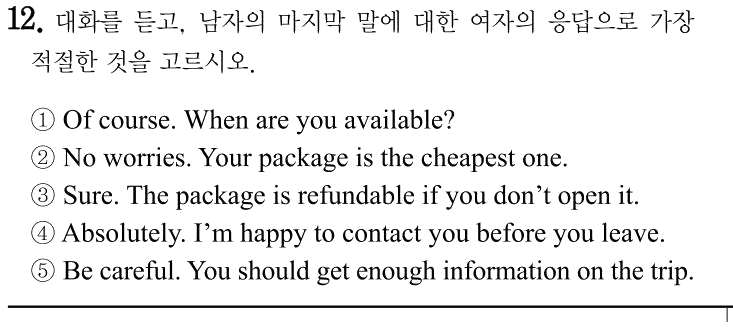 12. 대화를 듣고, 남자의 마지막 말에 대한 여자의 응답으로 가장
적절한 것을 고르시오.
① Of course. When are you available?
② No worries. Your package is the cheapest one.
③ Sure. The package is refundable if you don’t open it.
④ Absolutely. I’m happy to contact you before you leave.
⑤ Be careful. You should get enough information on the trip.